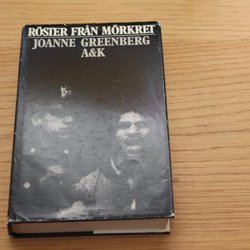 RÖSTER FRÅN MÖRKRET
JOANNE GREENBERG
A&K